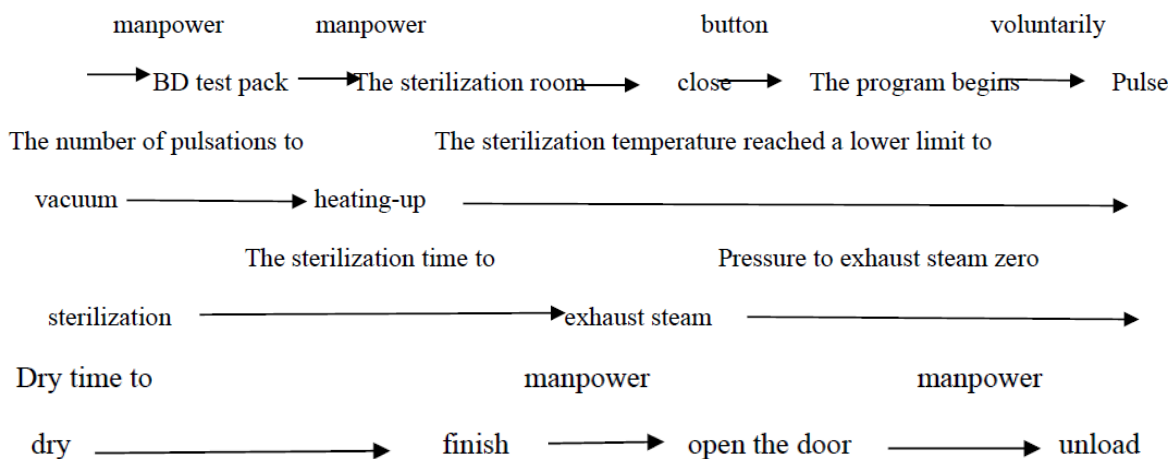 manpower manpower button voluntarily
BD test pack The sterilization room close The program begins Pulse
The number of pulsations to The sterilization temperature reached a lower limit to
vacuum heating-up
The sterilization time to Pressure to exhaust steam zero
sterilization exhaust steam
Dry time to manpower manpower
dry finish open the door unload